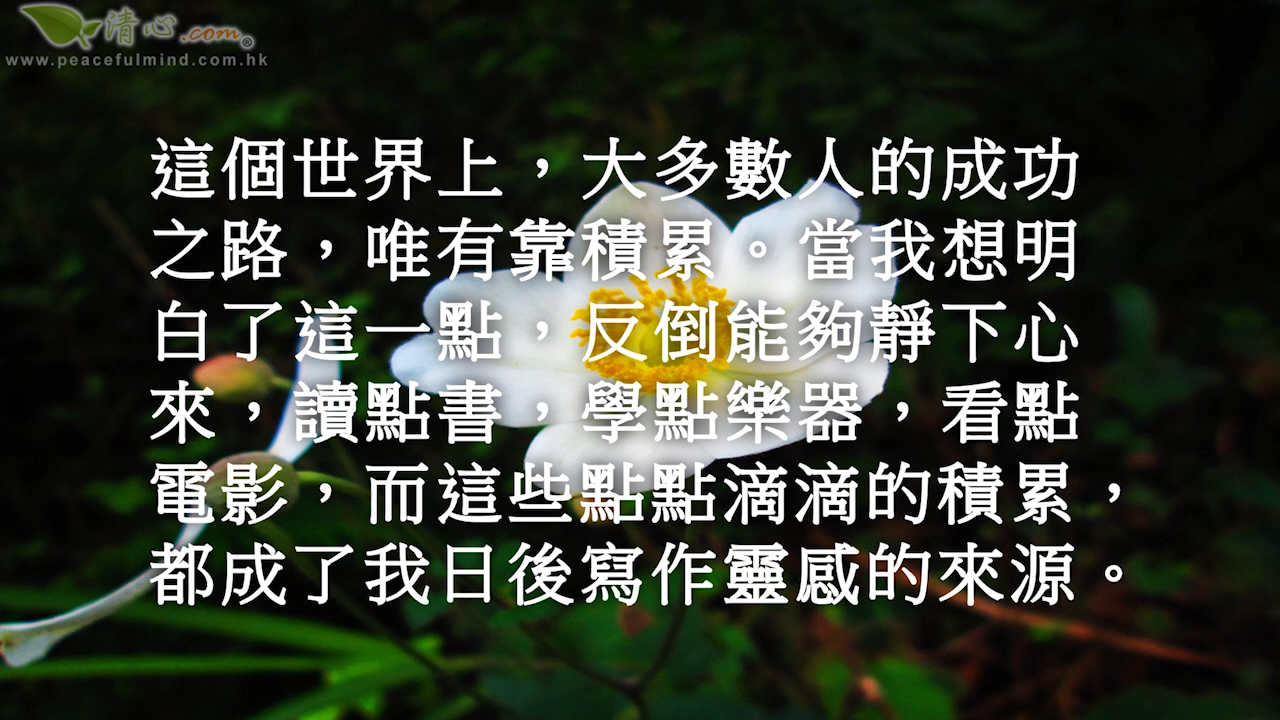 清心.com®
www.peacefulmind.com.hk
這個世界上，大多數人的成功
之路，唯有靠積累。當我想明
白了這一點，反倒能夠靜下心
來，讀點書，學點樂器，看點
電影，而這些點點滴滴的積累，
都成了我日後寫作靈感的來源。